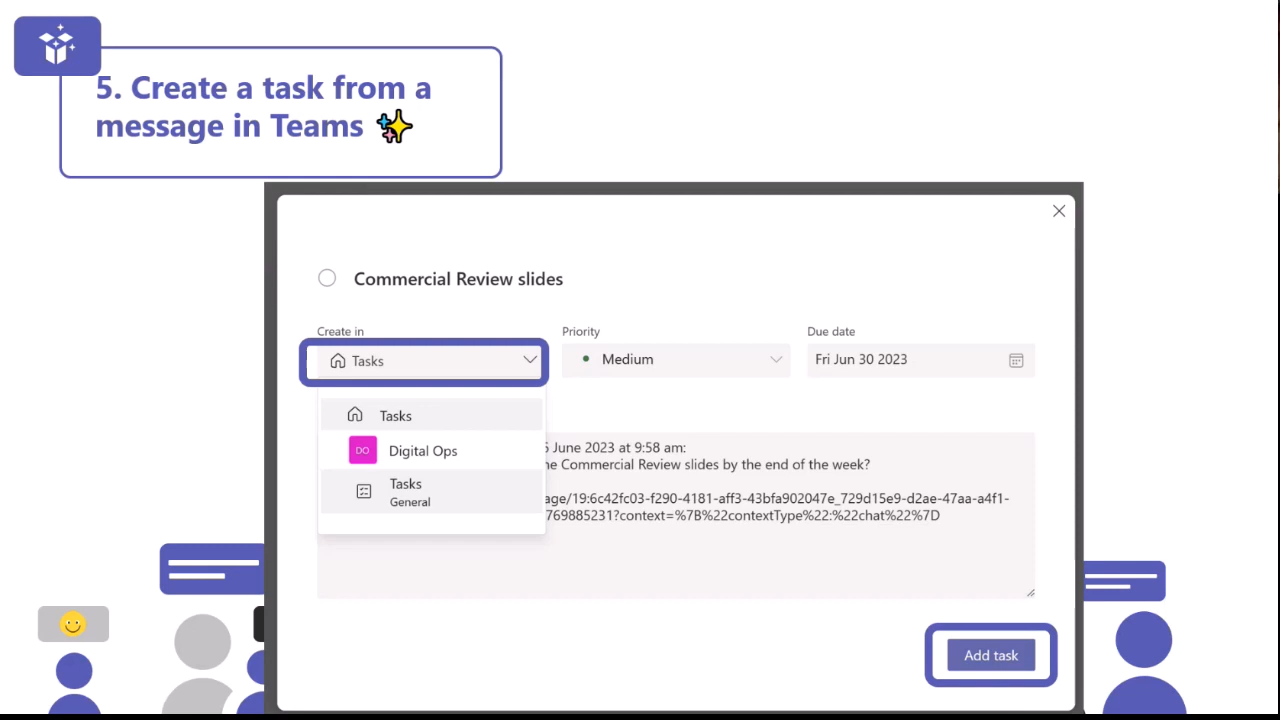 5. Create a task from a
message in Teams
Commercial Review slides
Create in
Priority
Due date
Tasks
Medium
Fri Jun 30 2023
Tasks
DO
Digital Ops
Tasks
General
June 2023 at 9:58 am:
Commercial Review slides by the end of the week?
age/19:6c42fc03-f290-4181-aff3-43bfa902047e_729d15e9-d2ae-47aa-a4f1-
769885231?context=%7B%22contextType%22:%22chat%22%7D
Add task